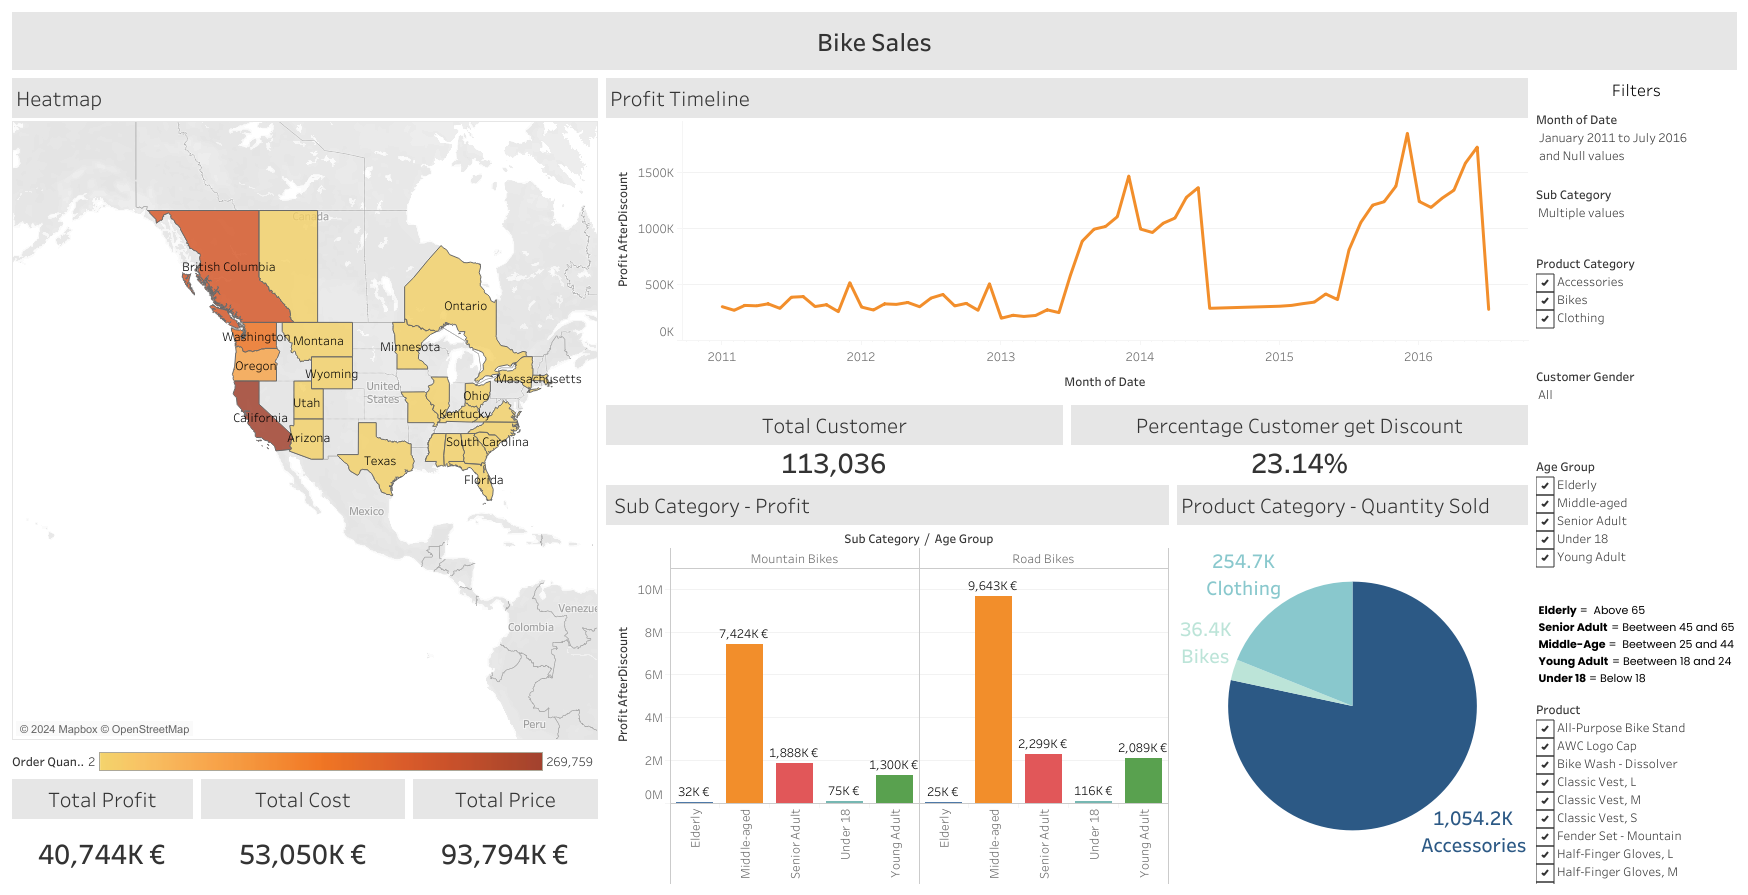 Bike Sales
Heatmap
Canada
British Columbia
Ontario
Washington
Montana
Minnesota
Oregon
Wyoming
Massachusetts
United
States
Utah
Ohio
California
Kentucky
Arizona
South Carolina
Texas
Florida
Mexico
Venezue
Colombia
Peru
© 2024 Mapbox © OpenStreetMap
Order Quan.. 2
269,759
Total Profit
Total Cost
Total Price
40,744K €
53,050K €
93,794K €
Profit Timeline
Profit AfterDiscount
1500K
1000K
500K
0K
2011
2012
2013
2014
2015
2016
Month of Date
Total Customer
113,036
Percentage Customer get Discount
23.14%
Sub Category - Profit
Sub Category / Age Group
Mountain Bikes
Road Bikes
Profit AfterDiscount
10M
8M
6M
4M
2M
0M
32K €
7,424K €
1,888K €
75K €
1,300K €
25K €
9,643K €
2,299K €
116K €
2,089K €
Elderly
Middle-aged
Senior Adult
Under 18
Young Adult
Elderly
Middle-aged
Senior Adult
Under 18
Young Adult
Product Category - Quantity Sold
254.7K
Clothing
36.4K
Bikes
1,054.2K
Accessories
Filters
Month of Date
January 2011 to July 2016
and Null values
Sub Category
Multiple values
Product Category
Accessories
Bikes
Clothing
Customer Gender
All
Age Group
Elderly
Middle-aged
Senior Adult
Under 18
Young Adult
Elderly = Above 65
Senior Adult = Beetween 45 and 65
Middle-Age = Beetween 25 and 44
Young Adult = Beetween 18 and 24
Under 18 = Below 18
Product
All-Purpose Bike Stand
AWC Logo Cap
Bike Wash - Dissolver
Classic Vest, L
Classic Vest, M
Classic Vest, S
Fender Set - Mountain
Half-Finger Gloves, L
Half-Finger Gloves, M